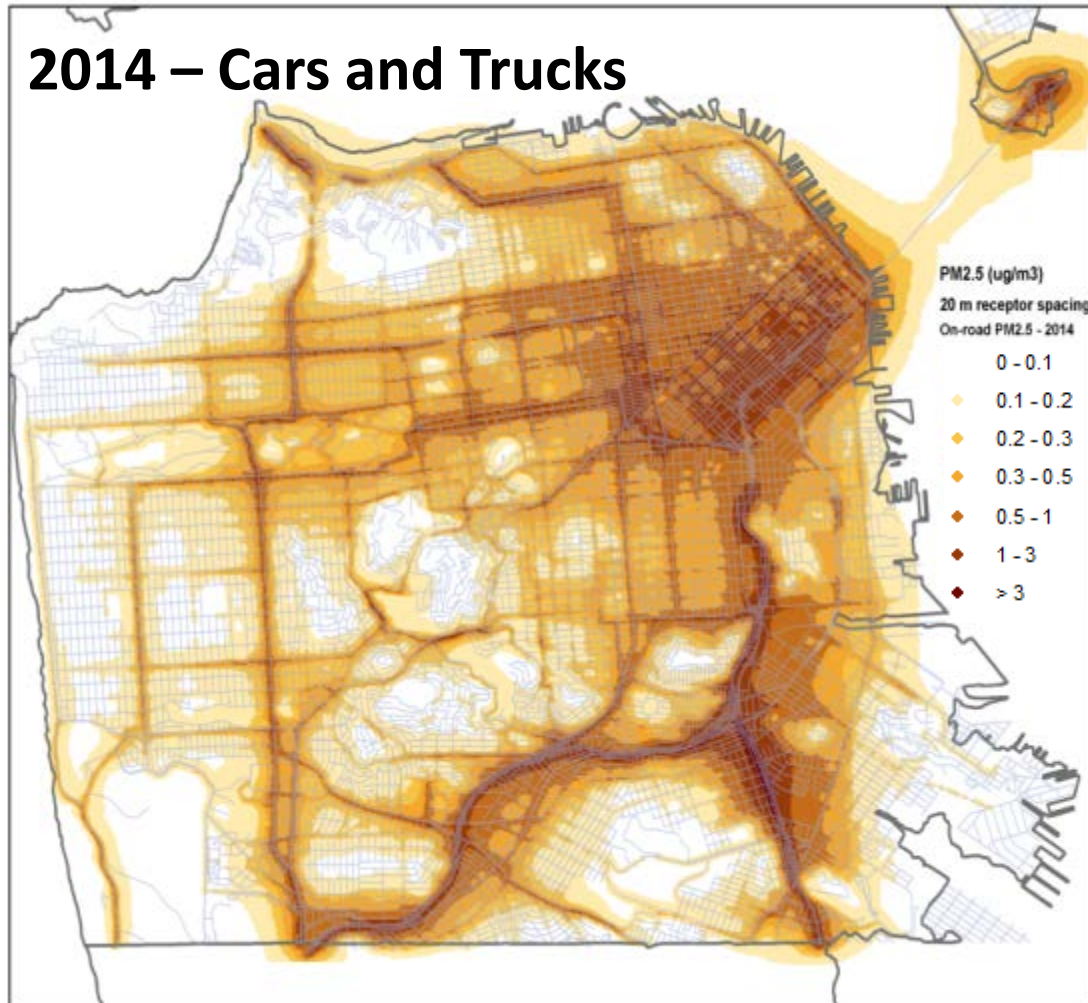 2014 – Cars and Trucks
PM2.5 (ug/m3)
20 m receptor spacing
On-road PM2.5 - 2014
0 - 0.1
0.1 - 0.2
0.2 - 0.3
0.3 - 0.5
0.5 - 1
1 - 3
> 3